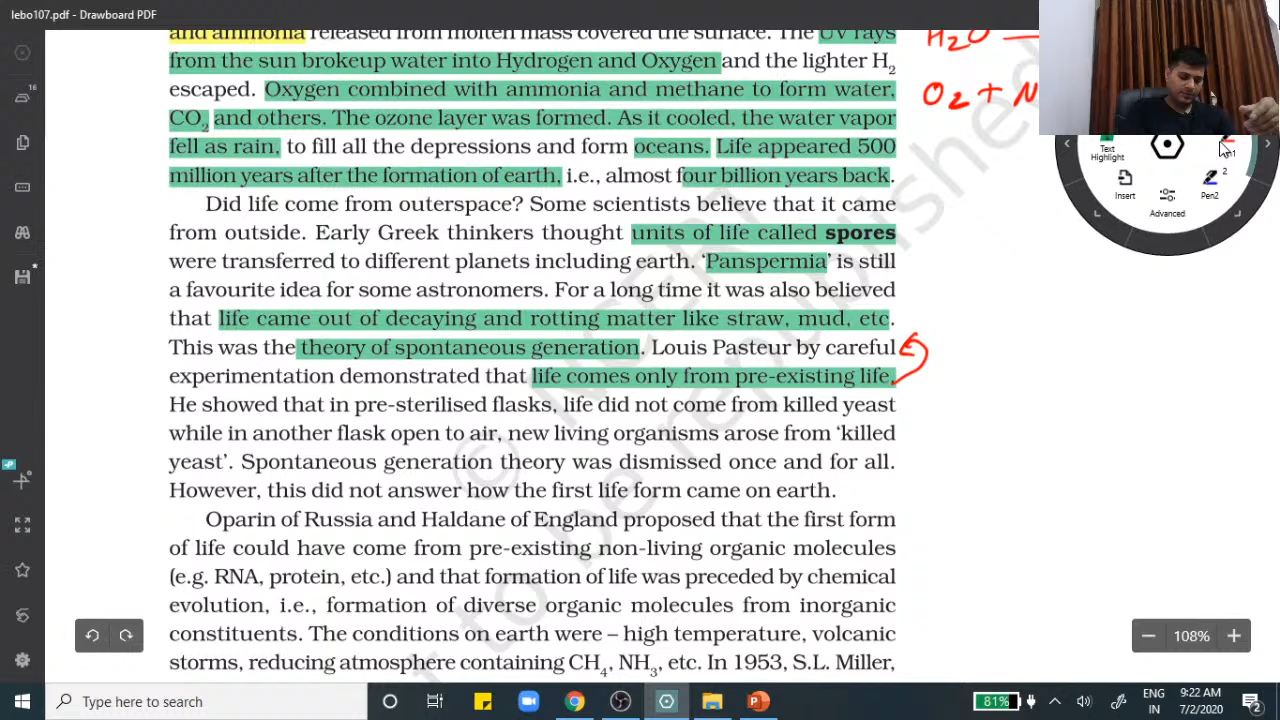 lebo107.pdf - Drawboard PDF
and ammonia released from molten mass covered the surface. The UV rays
from the sun brokeup water into Hydrogen and Oxygen and the lighter H2
escaped. Oxygen combined with ammonia and methane to form water,
CO2 and others. The ozone layer was formed. As it cooled, the water vapor
fell as rain, to fill all the depressions and form oceans. Life appeared 500
million years after the formation of earth, i.e., almost four billion years back.
Did life come from outerspace? Some scientists believe that it came
from outside. Early Greek thinkers thought units of life called spores
were transferred to different planets including earth. ‘Panspermia’ is still
a favourite idea for some astronomers. For a long time it was also believed
that life came out of decaying and rotting matter like straw, mud, etc.
This was the theory of spontaneous generation. Louis Pasteur by careful
experimentation demonstrated that life comes only from pre-existing life.
He showed that in pre-sterilised flasks, life did not come from killed yeast
while in another flask open to air, new living organisms arose from ‘killed
yeast’. Spontaneous generation theory was dismissed once and for all.
However, this did not answer how the first life form came on earth.
Oparin of Russia and Haldane of England proposed that the first form
of life could have come from pre-existing non-living organic molecules
(e.g. RNA, protein, etc.) and that formation of life was preceded by chemical
evolution, i.e., formation of diverse organic molecules from inorganic
constituents. The conditions on earth were – high temperature, volcanic
storms, reducing atmosphere containing CH4, NH3, etc. In 1953, S.L. Miller,
© NCERT
not to be republished
H2O
O2 + N
Text
Highlight
Insert
Advanced
Pen2
2
16
108%
Type here to search
81%
ENG
IN
9:22 AM
7/2/2020
2